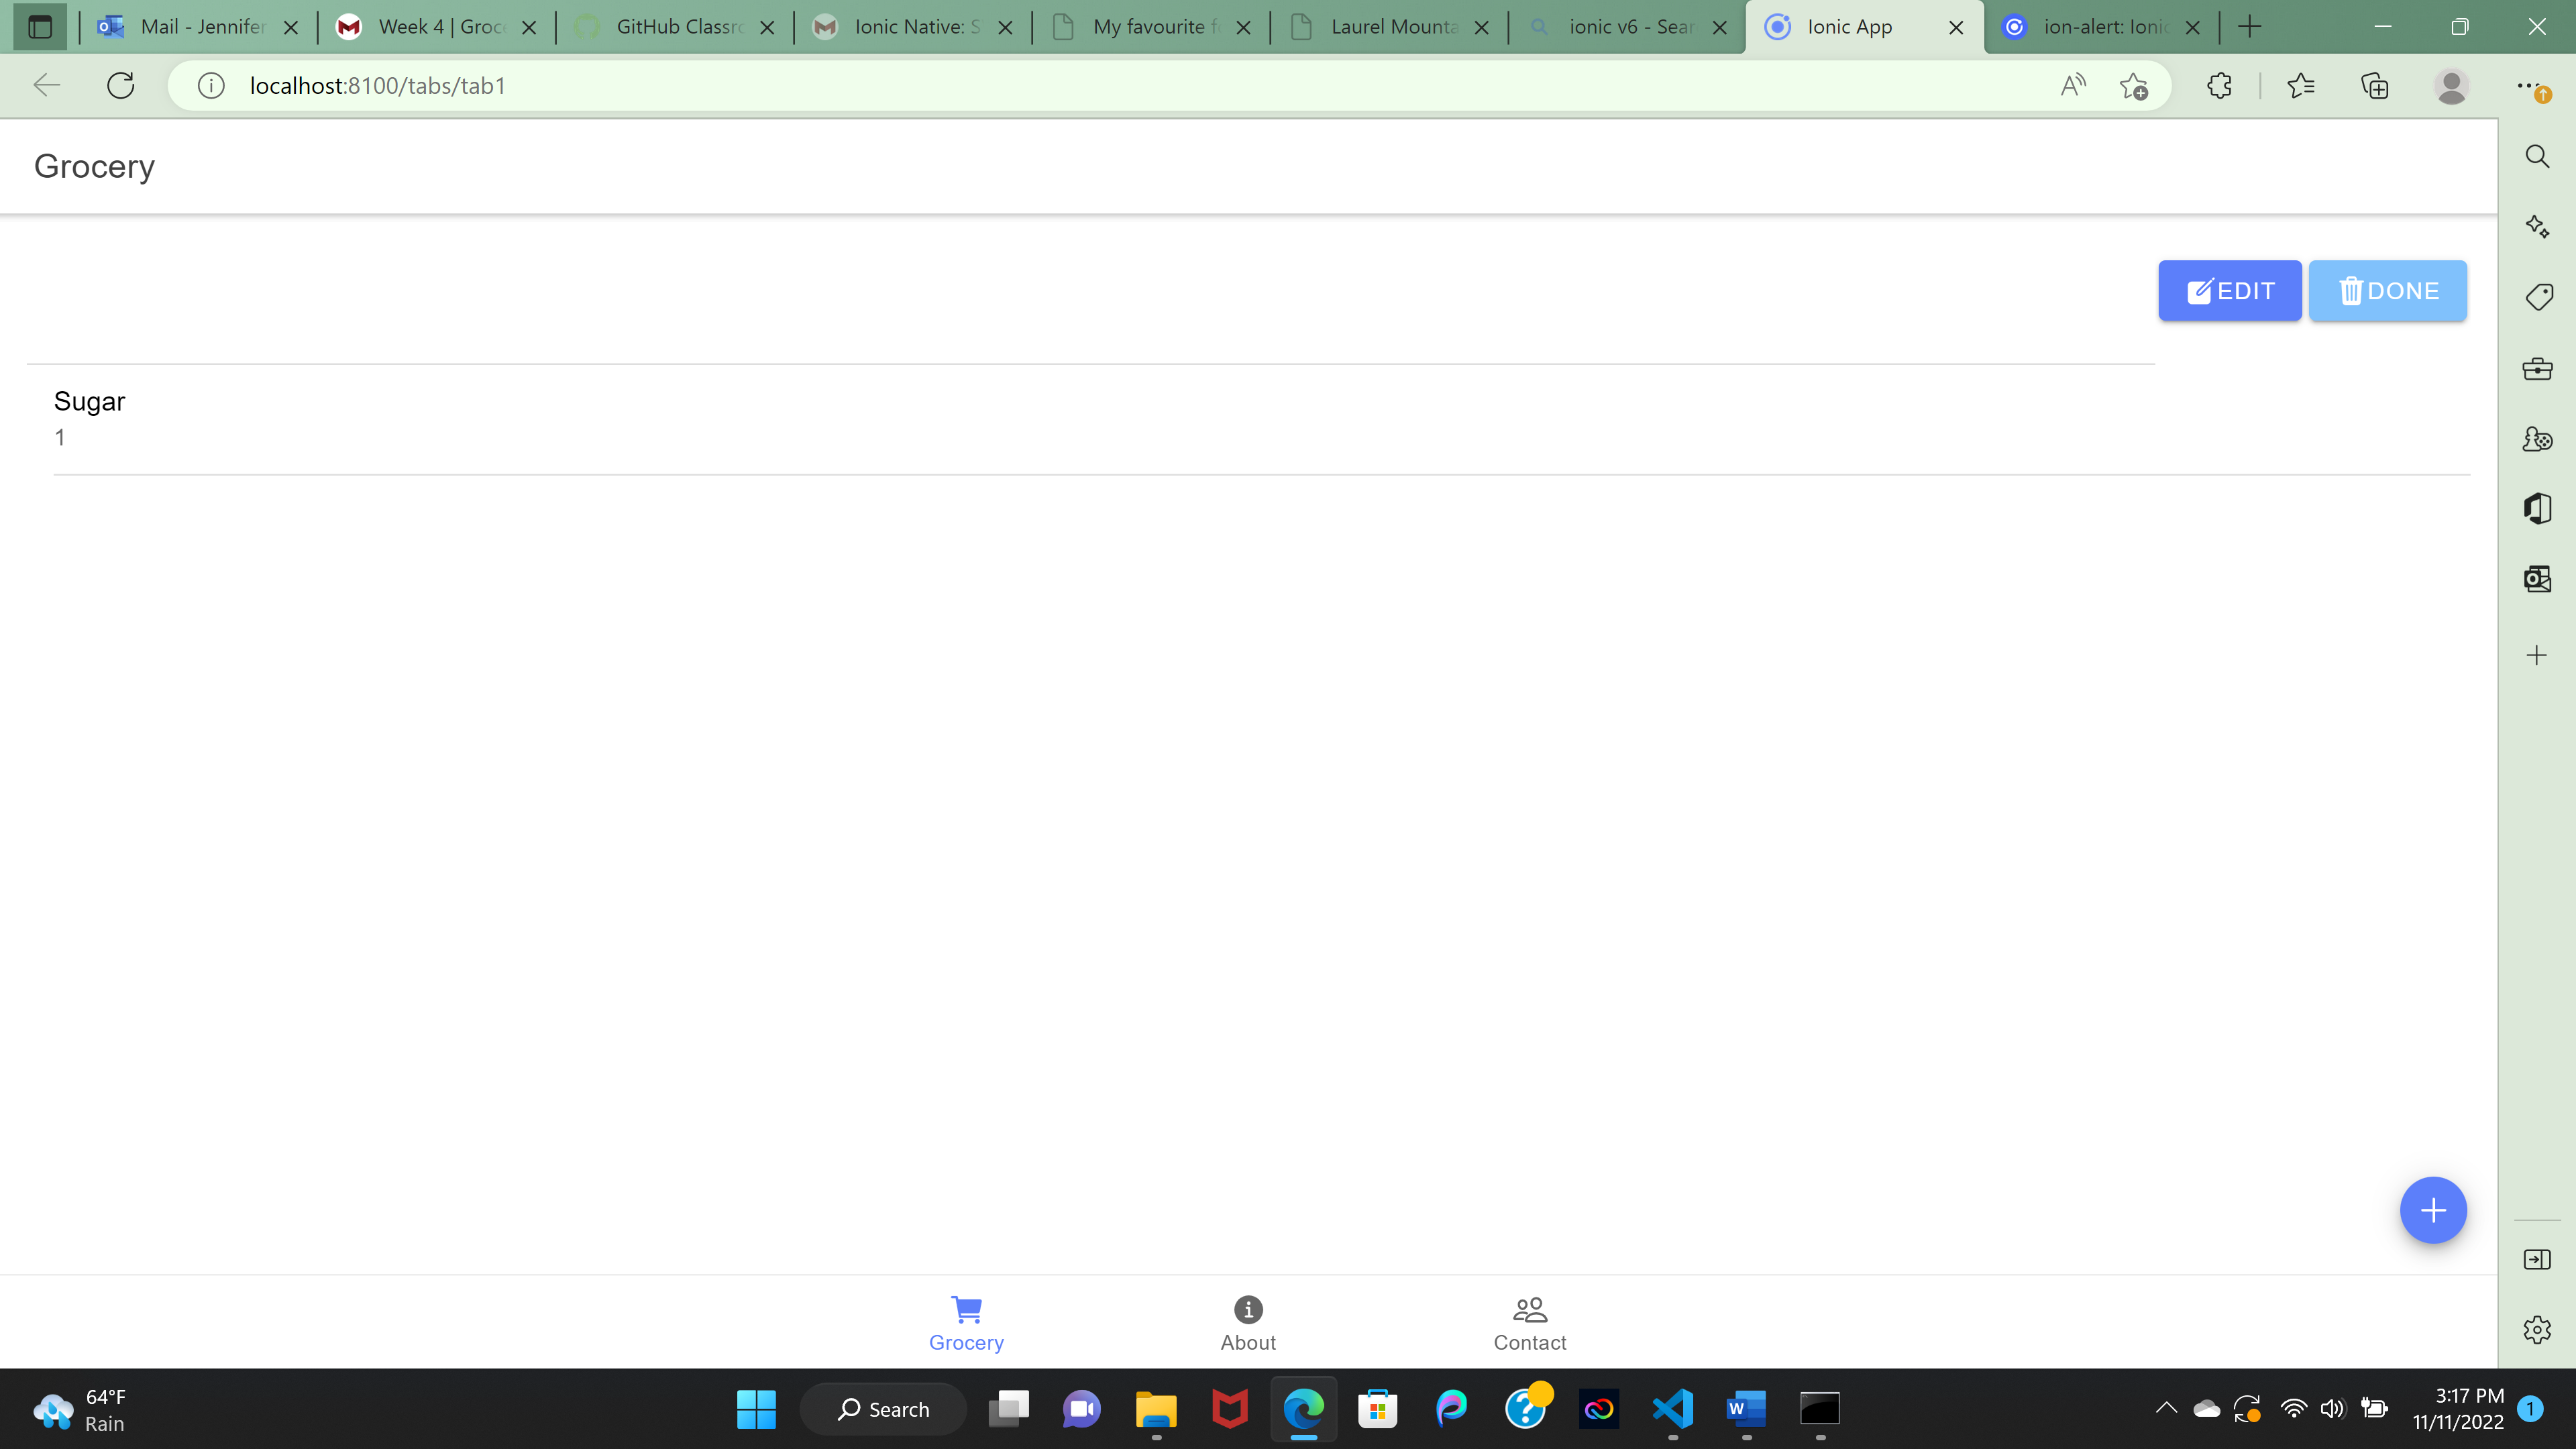 Mail - Jennifer
Week 4 | Groce
GitHub Classro
Ionic Native: S
My favourite f
Laurel Mounta
ionic v6 - Sear
Ionic App
ion-alert: Ionic
localhost:8100/tabs/tab1
Grocery
EDIT
DONE
Sugar
1
Grocery
About
Contact
64°F
Rain
Search
3:17 PM
11/11/2022
1